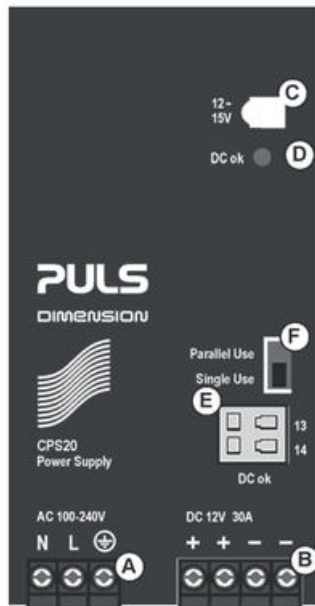 C
12–
15V
DC ok D
PULS
DIMENSION
F
Parallel Use
Single Use
E
13
14
CPS20
Power Supply
DC ok
AC 100-240V
DC 12V 30A
N L
+ + – –
A
B